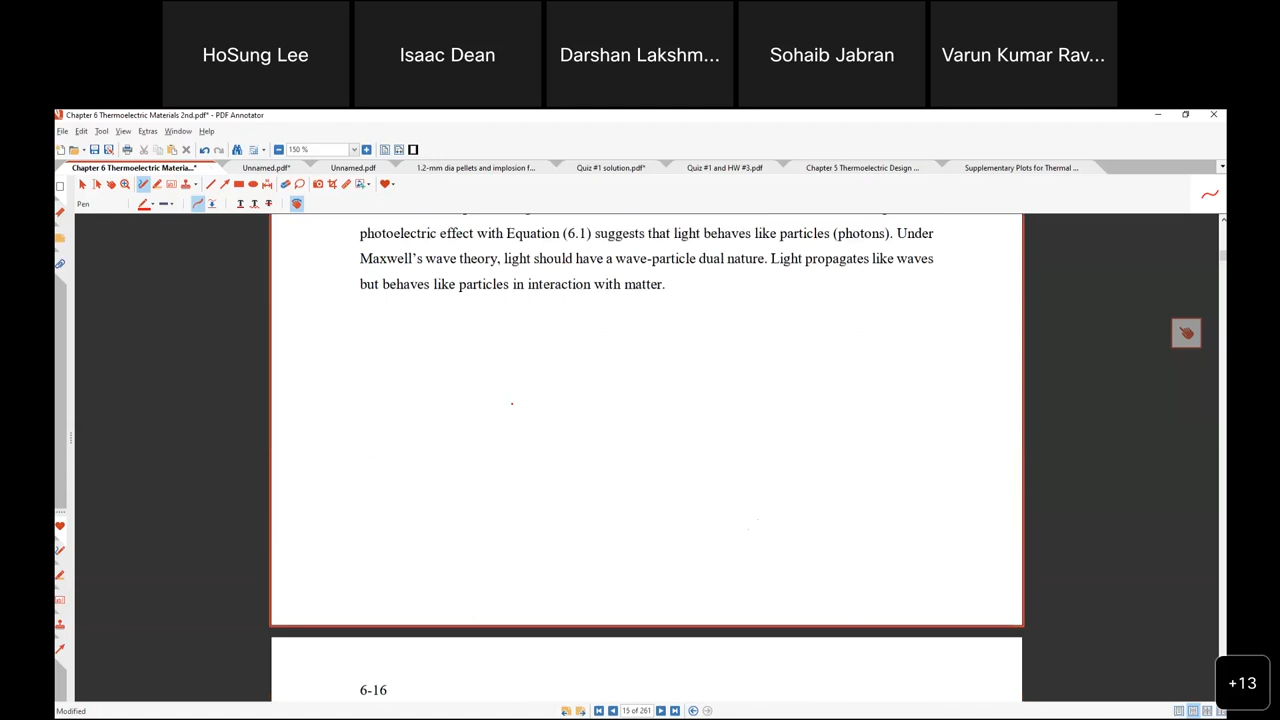 HoSung Lee
Isaac Dean
Darshan Lakshm...
Sohaib Jabran
Varun Kumar Rav...
Chapter 6 Thermoelectric Materials 2nd.pdf* - PDF Annotator
File Edit Tool View Extras Window Help
150 %
Chapter 6 Thermoelectric Materia...* Unnamed.pdf* Unnamed.pdf 1.2-mm dia pellets and implosion f... Quiz #1 solution.pdf* Quiz #1 and HW #3.pdf Chapter 5 Thermoelectric Design ... Supplementary Plots for Thermal ...
Pen
photoelectric effect with Equation (6.1) suggests that light behaves like particles (photons). Under
Maxwell’s wave theory, light should have a wave-particle dual nature. Light propagates like waves
but behaves like particles in interaction with matter.
6-16
+13
Modified
15 of 261